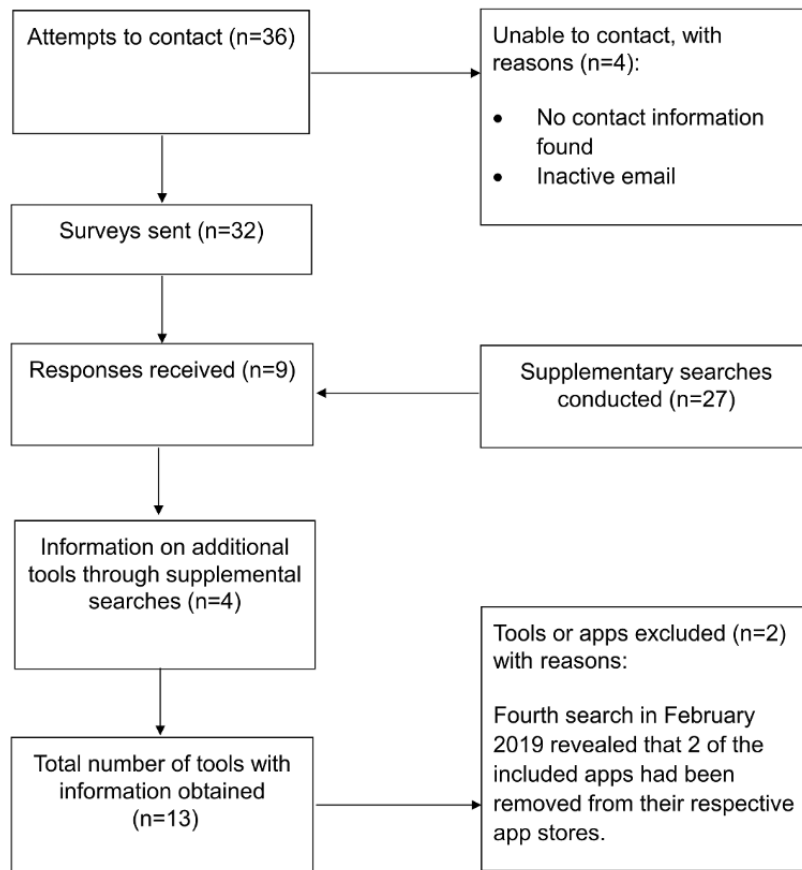 Attempts to contact (n=36)
Unable to contact, with
reasons (n=4):
• No contact information
found
• Inactive email
Surveys sent (n=32)
Responses received (n=9)
Supplementary searches
conducted (n=27)
Information on additional
tools through supplemental
searches (n=4)
Tools or apps excluded (n=2)
with reasons:
Fourth search in February
2019 revealed that 2 of the
included apps had been
removed from their respective
app stores.
Total number of tools with
information obtained
(n=13)